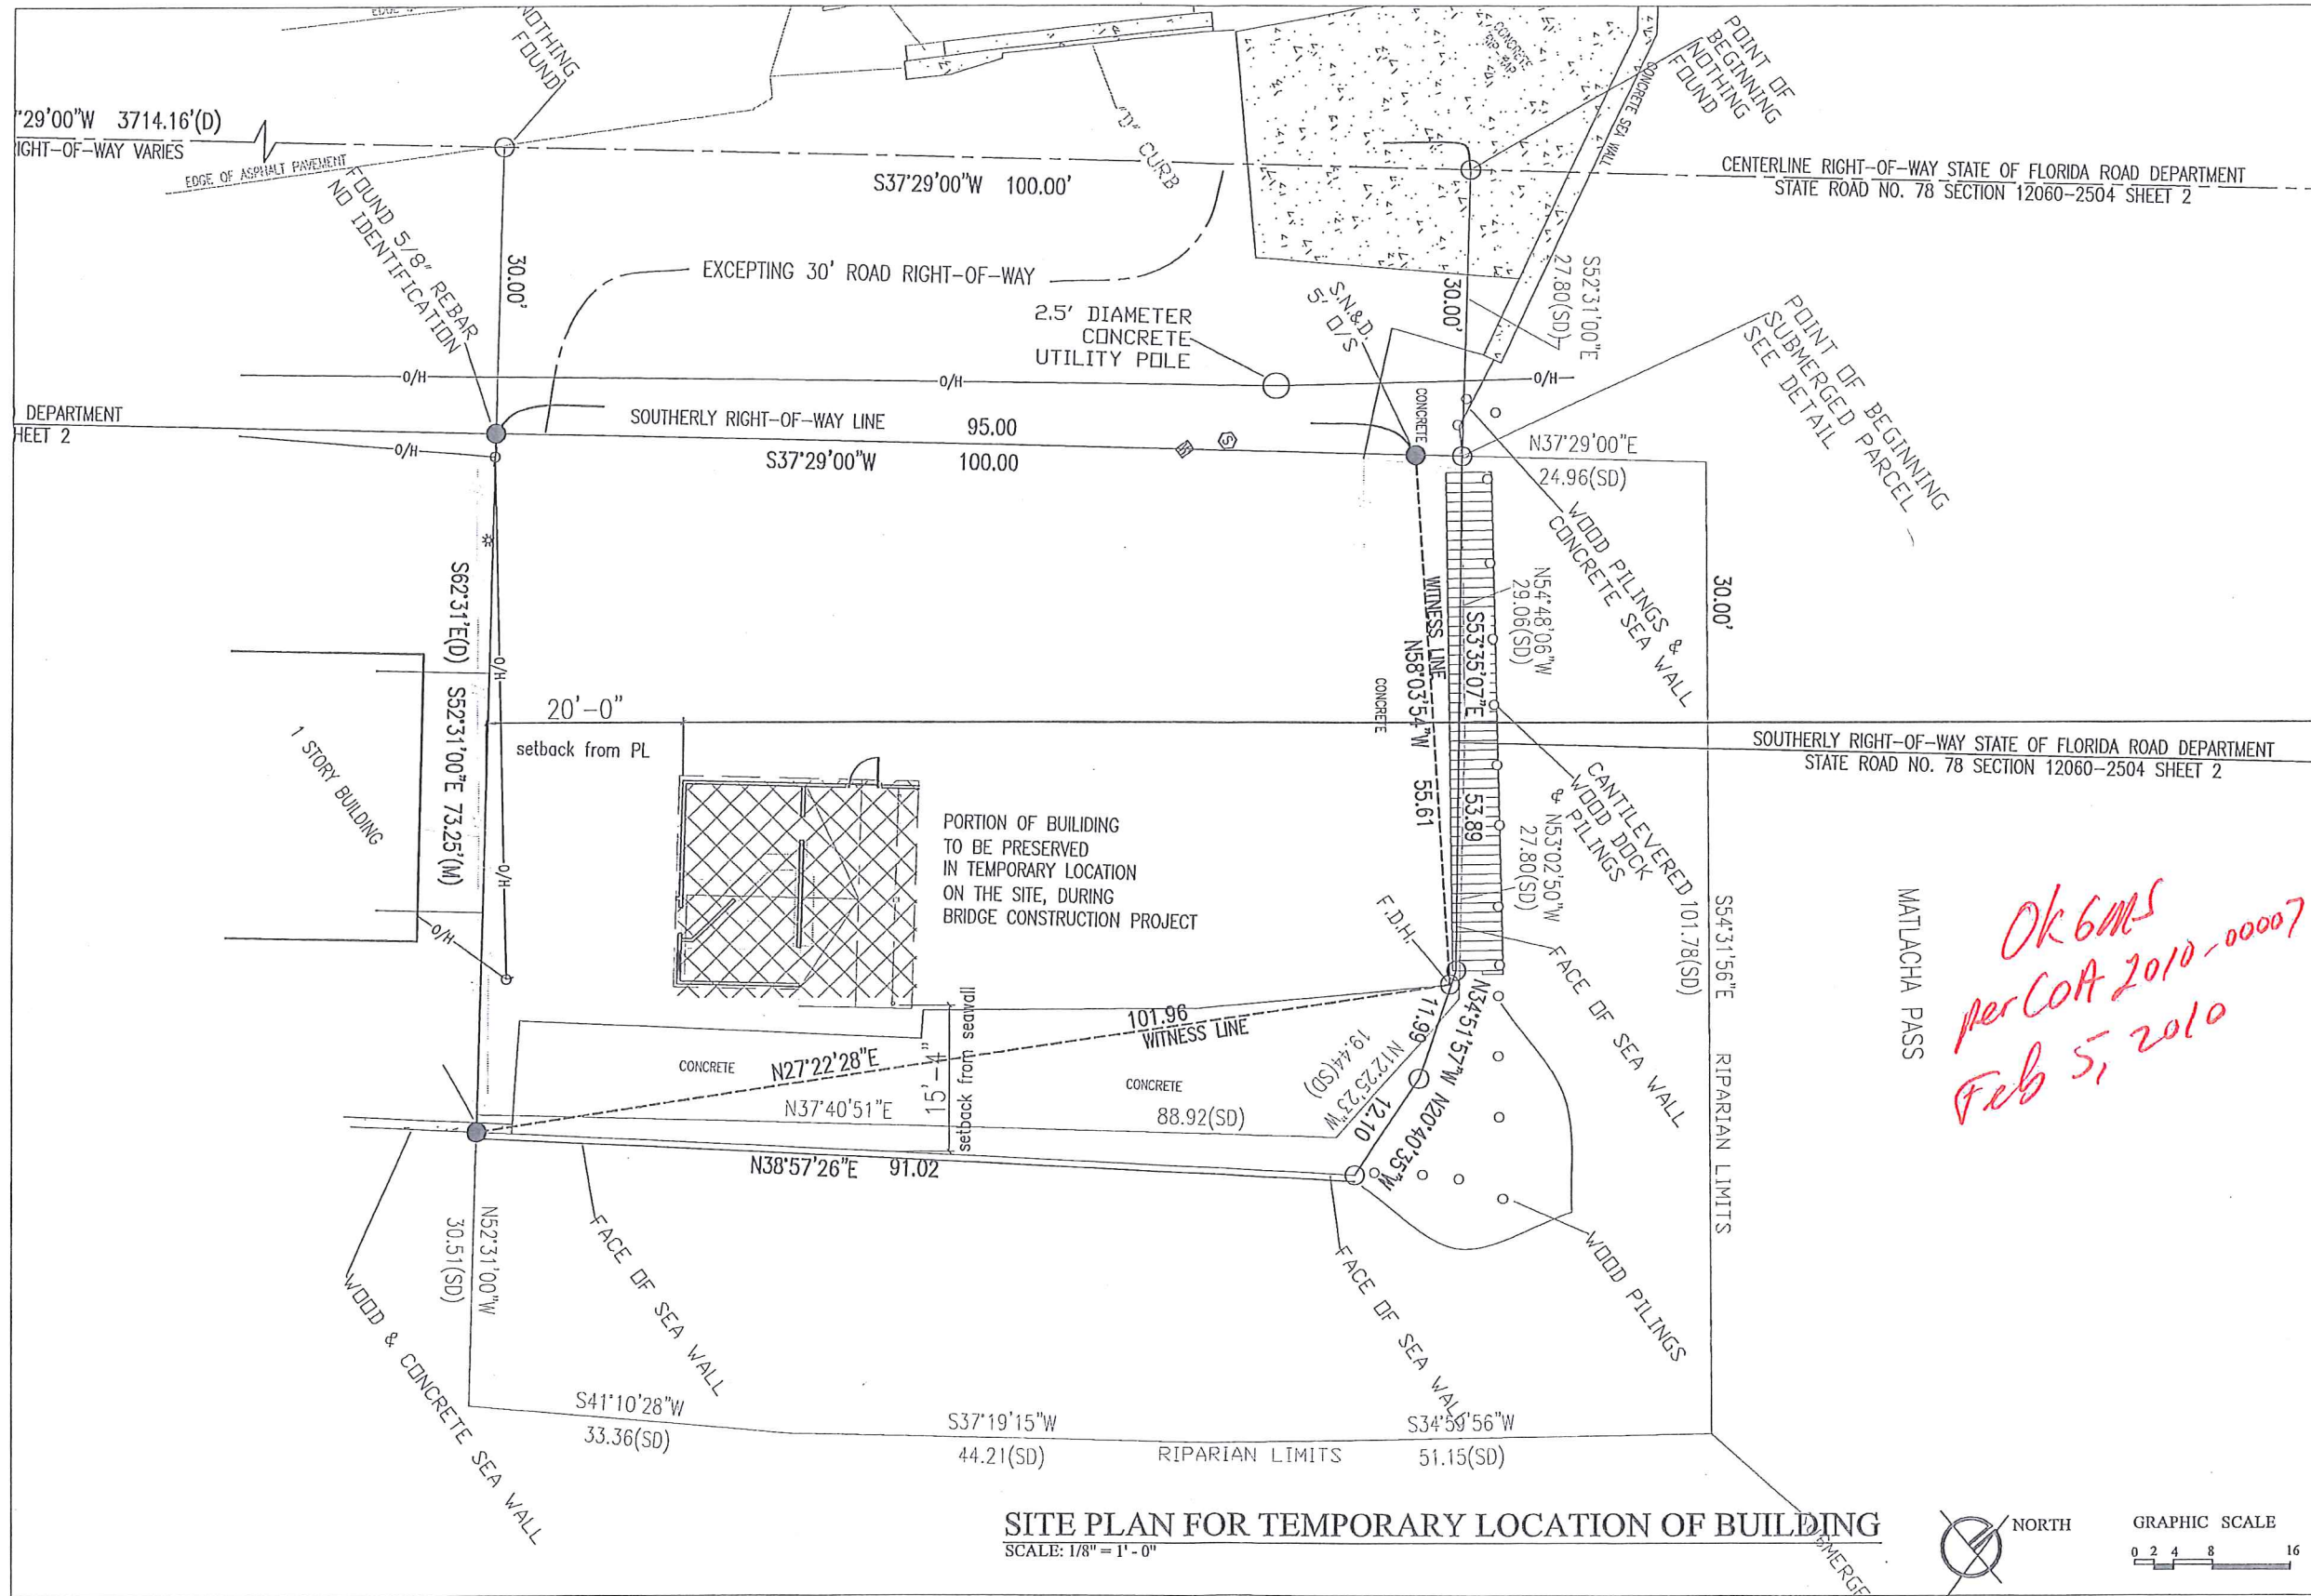 NOTHING
FOUND
"D" CURB
CONCRETE
RIP-RAP
CONCRETE SEA WALL
POINT OF
BEGINNING
NOTHING
FOUND
°29'00"W 3714.16'(D)
IGHT-OF-WAY VARIES
EDGE OF ASPHALT PAVEMENT
S37°29'00"W 100.00'
CENTERLINE RIGHT-OF-WAY STATE OF FLORIDA ROAD DEPARTMENT
STATE ROAD NO. 78 SECTION 12060-2504 SHEET 2
FOUND 5/8" REBAR
NO IDENTIFICATION
30.00'
EXCEPTING 30' ROAD RIGHT-OF-WAY
2.5' DIAMETER
CONCRETE
UTILITY POLE
S.N.&D.
5' O/S
30.00'
S52°31'00"E
27.80(SD)
POINT OF BEGINNING
SUBMERGED PARCEL
SEE DETAIL
O/H
O/H
O/H
DEPARTMENT
HEET 2
SOUTHERLY RIGHT-OF-WAY LINE 95.00
S37°29'00"W 100.00
O/H
CONCRETE
N37°29'00"E
24.96(SD)
WOOD PILINGS &
CONCRETE SEA WALL
30.00'
S62°31'E(D) S52°31'00"E 73.25'(M)
O/H
O/H
O/H
1 STORY BUILDING
20'-0"
setback from PL
CONCRETE
WITNESS LINE
N58°03'54"W 55.61
S53°35'07"E 53.89
N54°48'06"W
29.06(SD)
N53°02'50"W
27.80(SD)
SOUTHERLY RIGHT-OF-WAY STATE OF FLORIDA ROAD DEPARTMENT
STATE ROAD NO. 78 SECTION 12060-2504 SHEET 2
CANTILEVERED
WOOD DOCK
& PILINGS
PORTION OF BUILIDING
TO BE PRESERVED
IN TEMPORARY LOCATION
ON THE SITE, DURING
BRIDGE CONSTRUCTION PROJECT
F.D.H.
FACE OF SEA WALL
S54°31'56"E RIPARIAN LIMITS
101.78(SD)
MATLACHA PASS
Ok GMS
per COA 2010-00007
Feb 5, 2010
101.96
WITNESS LINE
CONCRETE
N27°22'28"E
15'-4"
setback from seawall
CONCRETE
N37°40'51"E
88.92(SD)
N38°57'26"E 91.02
11.99
N34°51'57"W
N12°25'23"W
19.44(SD)
12.10
N20°40'35"W
N52°31'00"W
30.51(SD)
WOOD & CONCRETE SEA WALL
FACE OF SEA WALL
FACE OF SEA WALL
WOOD PILINGS
S41°10'28"W
33.36(SD)
S37°19'15"W
44.21(SD)
RIPARIAN LIMITS
S34°59'56"W
51.15(SD)
SITE PLAN FOR TEMPORARY LOCATION OF BUILDING
SCALE: 1/8" = 1' - 0"
NORTH
GRAPHIC SCALE
0 2 4 8 16